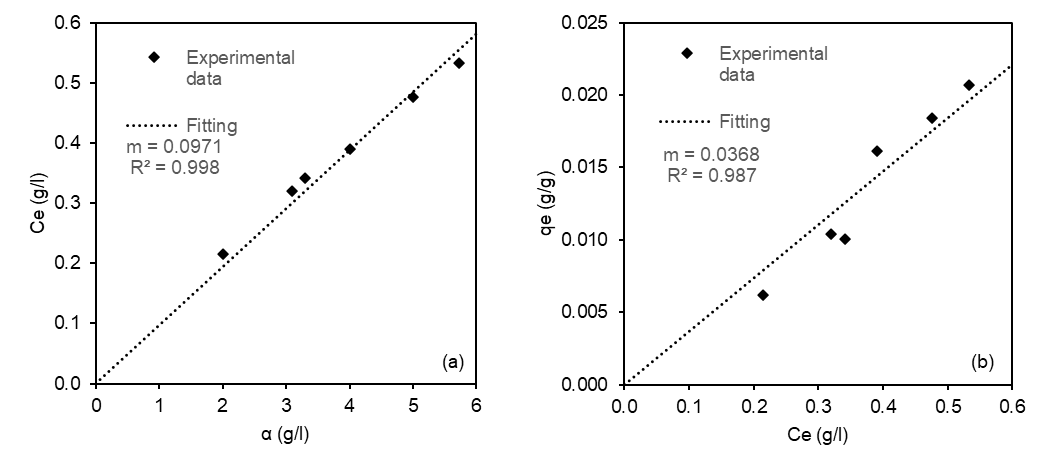 0.6
0.5
0.4
0.3
0.2
0.1
0.0
Ce (g/l)
Experimental
data
Fitting
m = 0.0971
R² = 0.998
(a)
0
1
2
3
4
5
6
α (g/l)
0.025
0.020
0.015
0.010
0.005
0.000
qe (g/g)
Experimental
data
Fitting
m = 0.0368
R² = 0.987
(b)
0.0
0.1
0.2
0.3
0.4
0.5
0.6
Ce (g/l)